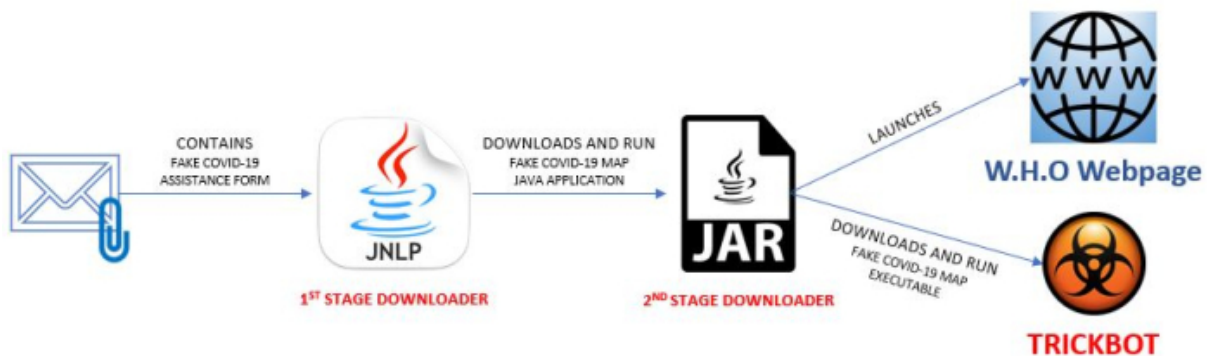 CONTAINS
FAKE COVID-19
ASSISTANCE FORM
JNLP
1ST STAGE DOWNLOADER
DOWNLOADS AND RUN
FAKE COVID-19 MAP
JAVA APPLICATION
JAR
2ND STAGE DOWNLOADER
LAUNCHES
WWW
W.H.O Webpage
DOWNLOADS AND RUN
FAKE COVID-19 MAP
EXECUTABLE
TRICKBOT